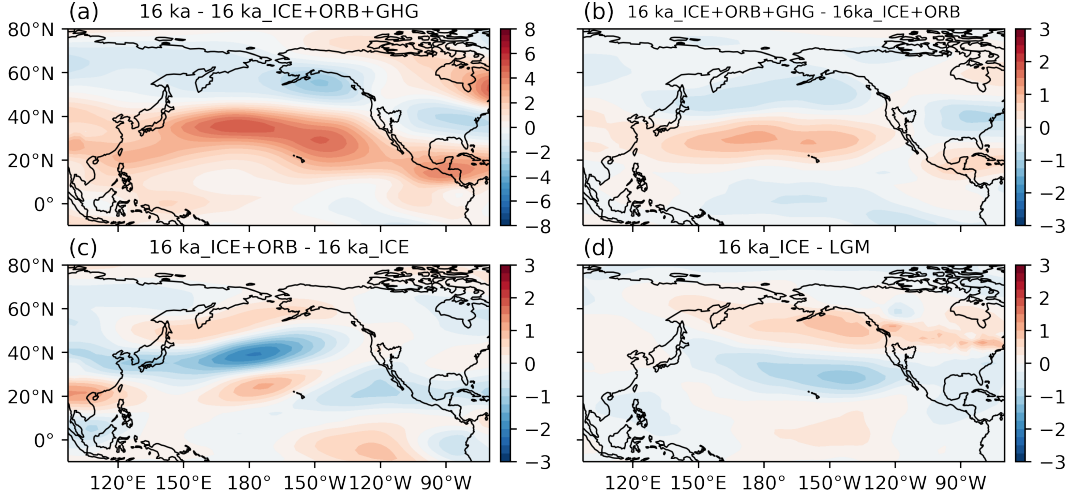 (a) 16 ka - 16 ka_ICE+ORB+GHG
(b) 16 ka_ICE+ORB+GHG - 16ka_ICE+ORB
80°N
60°N
40°N
20°N
0°
8
6
4
2
0
−2
−4
−6
−8
3
2
1
0
−1
−2
−3
(c) 16 ka_ICE+ORB - 16 ka_ICE
(d) 16 ka_ICE - LGM
80°N
60°N
40°N
20°N
0°
3
2
1
0
−1
−2
−3
3
2
1
0
−1
−2
−3
120°E 150°E 180° 150°W 120°W 90°W
120°E 150°E 180° 150°W 120°W 90°W